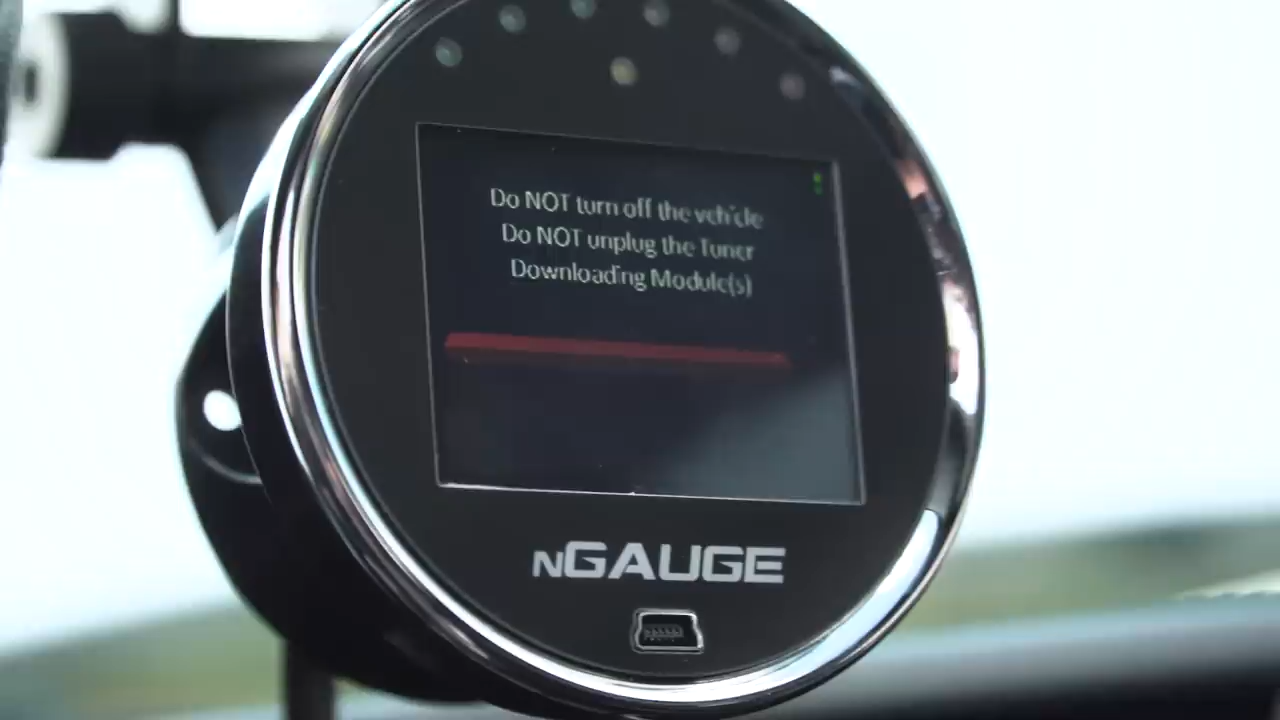 Do NOT turn off the vehicle
Do NOT unplug the Tuner
Downloading Module(s)
nGAUGE